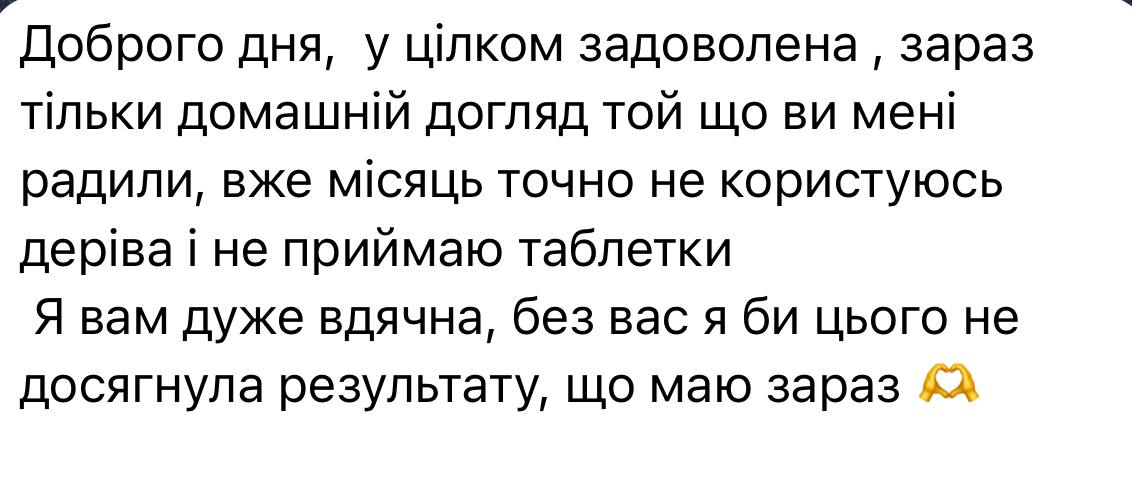 Доброго дня,  у цілком задоволена , зараз
тільки домашній догляд той що ви мені
радили, вже місяць точно не користуюсь
деріва і не приймаю таблетки
Я вам дуже вдячна, без вас я би цього не
досягнула результату, що маю зараз 🫶